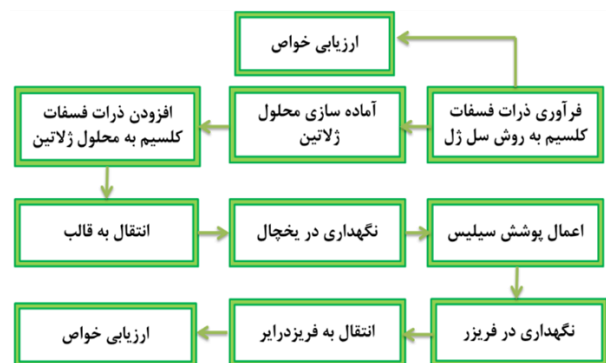 ارزیابی خواص
فرآوری ذرات فسفات
کلسیم به روش سل ژل
آماده سازی محلول
ژلاتین
افزودن ذرات فسفات
کلسیم به محلول ژلاتین
انتقال به قالب
نگهداری در یخچال
اعمال پوشش سیلیس
نگهداری در فریزر
انتقال به فریزدرایر
ارزیابی خواص